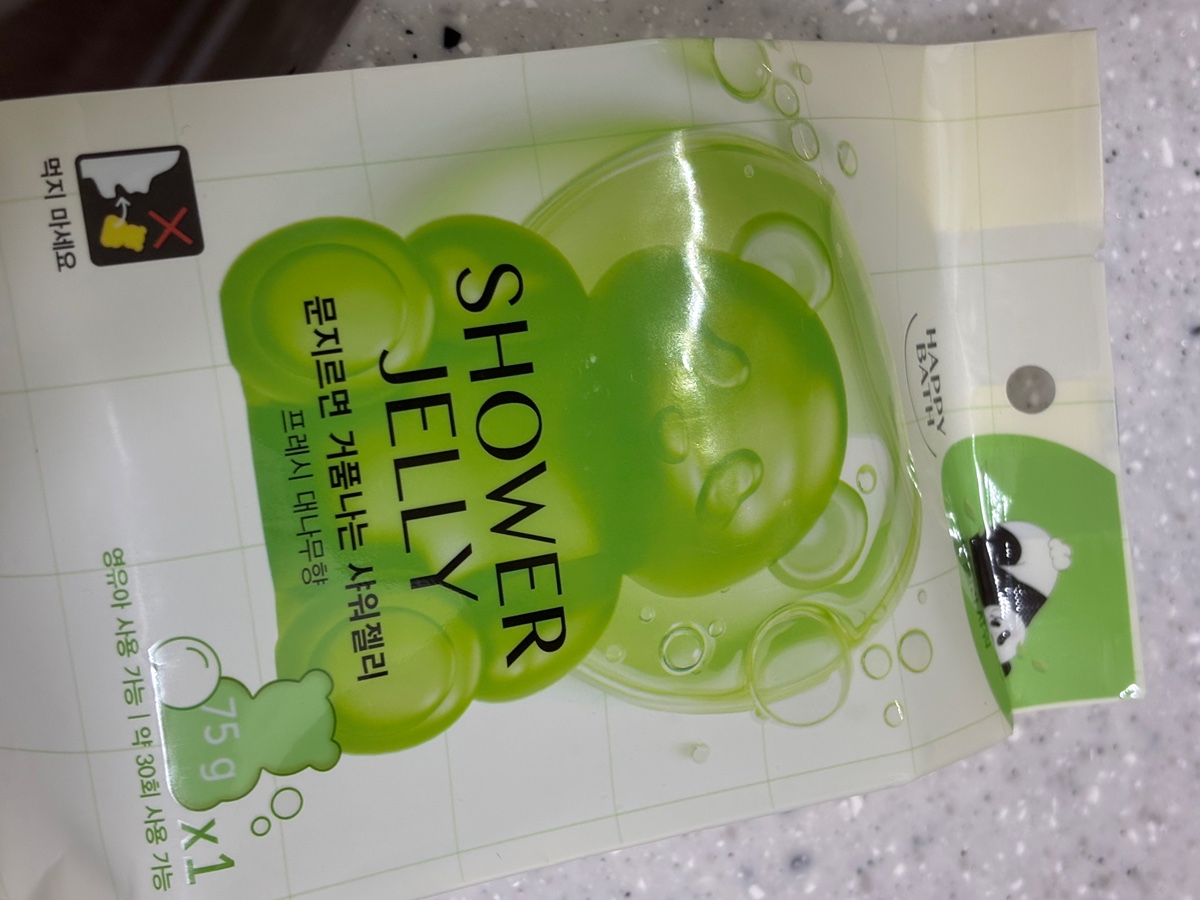 HAPPY
BATH
SHOWER
JELLY
문지르면 거품나는 샤워젤리
프레시 대나무향
75 g
x1
영유아 사용 가능 | 약 30회 사용 가능
먹지 마세요